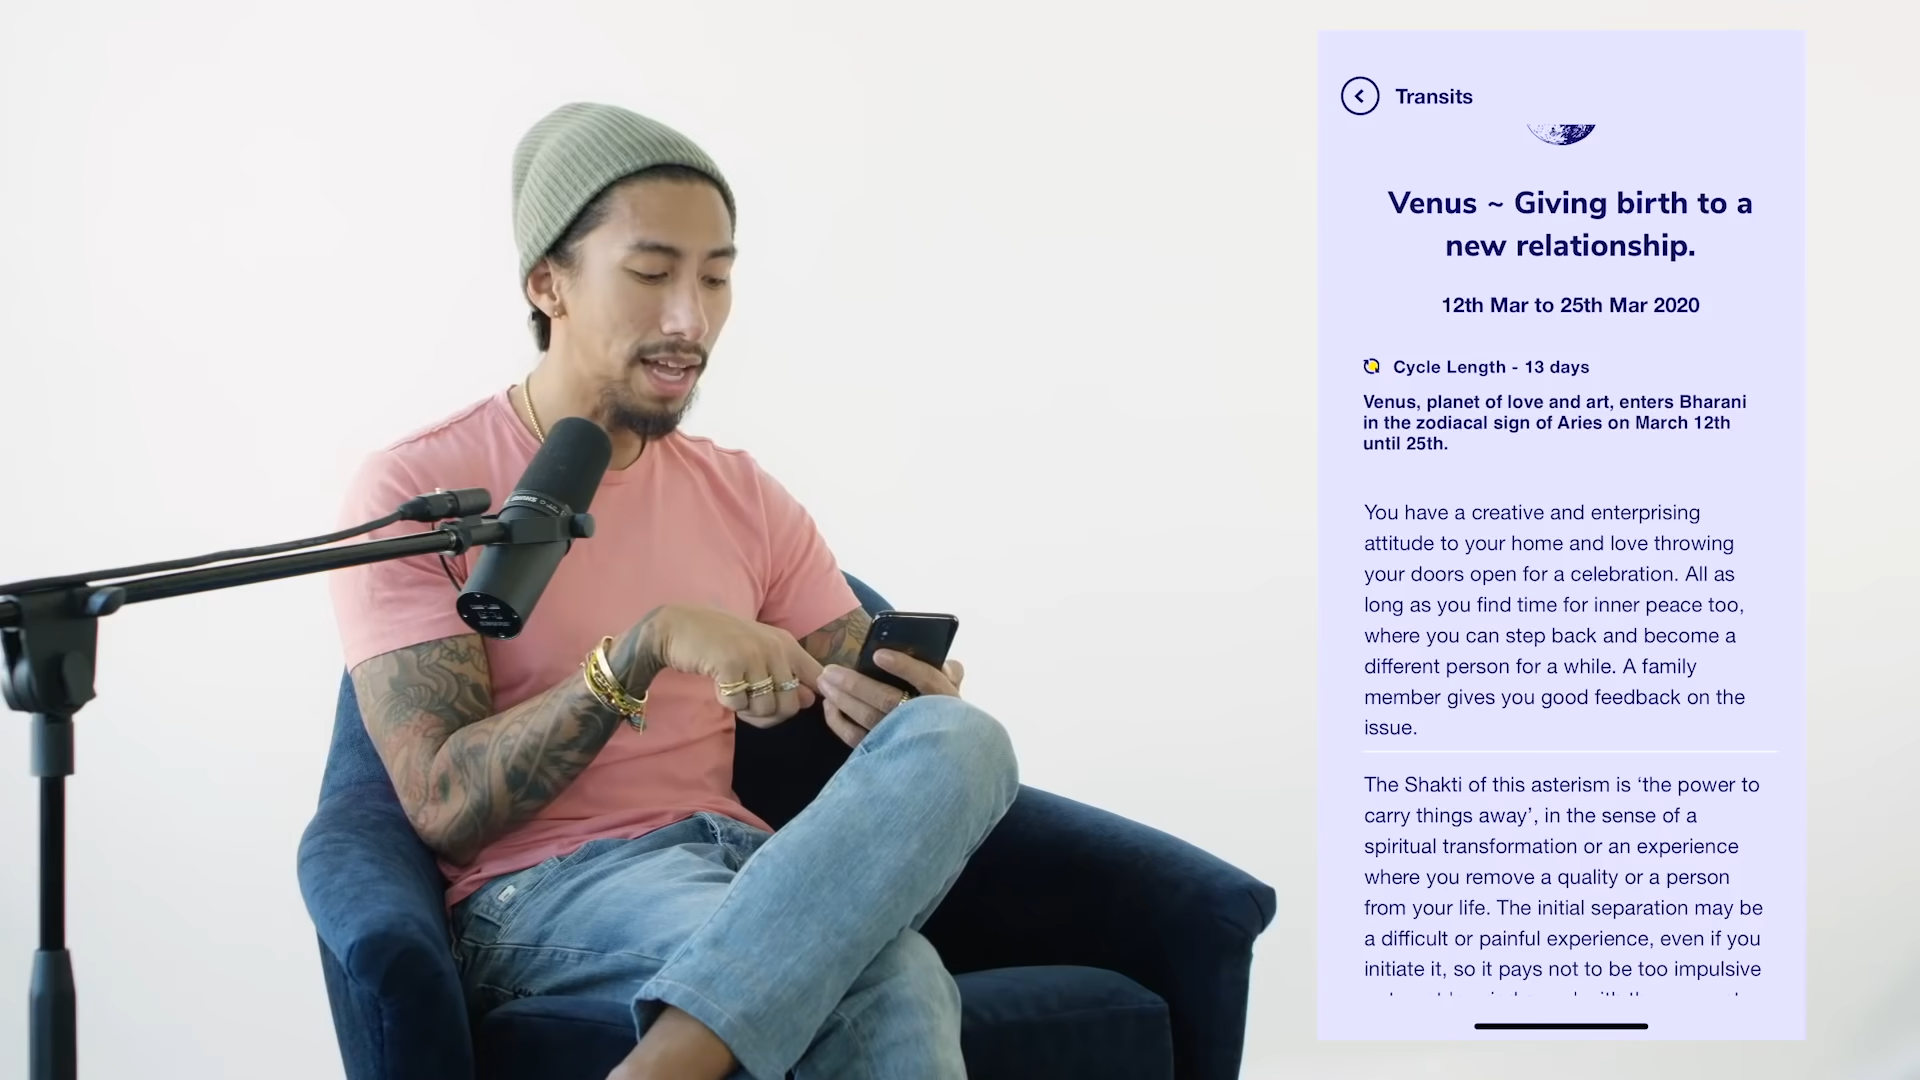 Transits
Venus ~ Giving birth to a
new relationship.
12th Mar to 25th Mar 2020
Cycle Length - 13 days
Venus, planet of love and art, enters Bharani
in the zodiacal sign of Aries on March 12th
until 25th.
You have a creative and enterprising
attitude to your home and love throwing
your doors open for a celebration. All as
long as you find time for inner peace too,
where you can step back and become a
different person for a while. A family
member gives you good feedback on the
issue.
The Shakti of this asterism is ‘the power to
carry things away’, in the sense of a
spiritual transformation or an experience
where you remove a quality or a person
from your life. The initial separation may be
a difficult or painful experience, even if you
initiate it, so it pays not to be too impulsive
SHURE